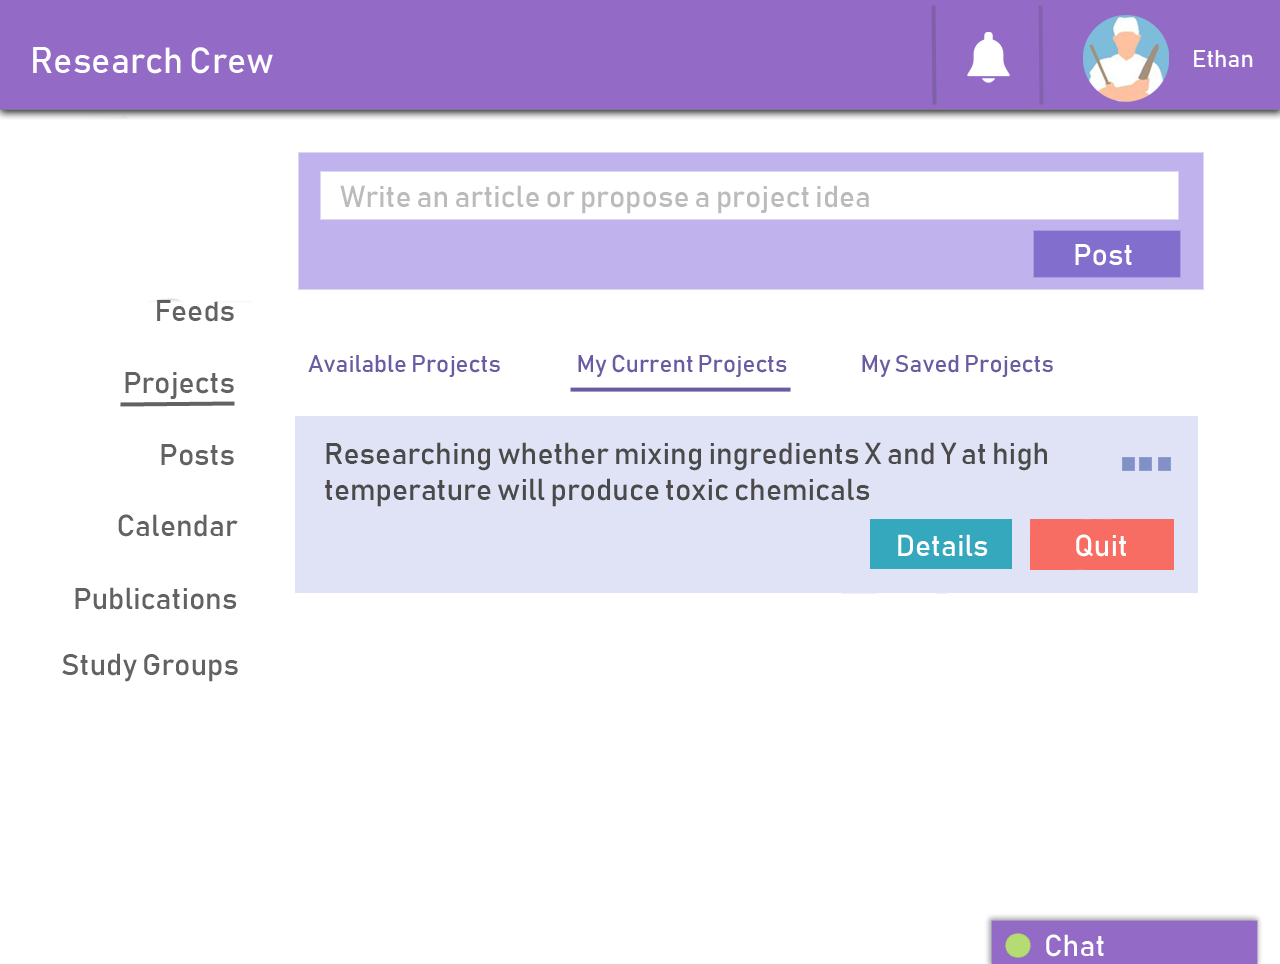 Research Crew
Ethan
Write an article or propose a project idea
Post
Feeds
Projects
Posts
Calendar
Publications
Study Groups
Available Projects
My Current Projects
My Saved Projects
Researching whether mixing ingredients X and Y at high
temperature will produce toxic chemicals
Details
Quit
Chat